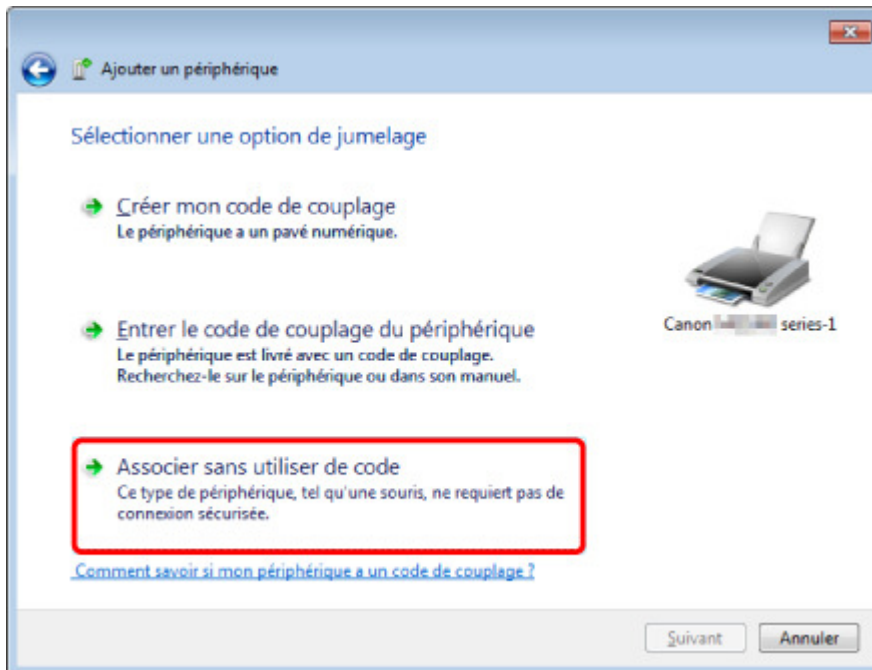 Ajouter un périphérique
Sélectionner une option de jumelage
Créer mon code de couplage
Le périphérique a un pavé numérique.
Entrer le code de couplage du périphérique
Le périphérique est livré avec un code de couplage.
Recherchez-le sur le périphérique ou dans son manuel.
Canon series-1
Associer sans utiliser de code
Ce type de périphérique, tel qu'une souris, ne requiert pas de
connexion sécurisée.
Comment savoir si mon périphérique a un code de couplage ?
Suivant
Annuler